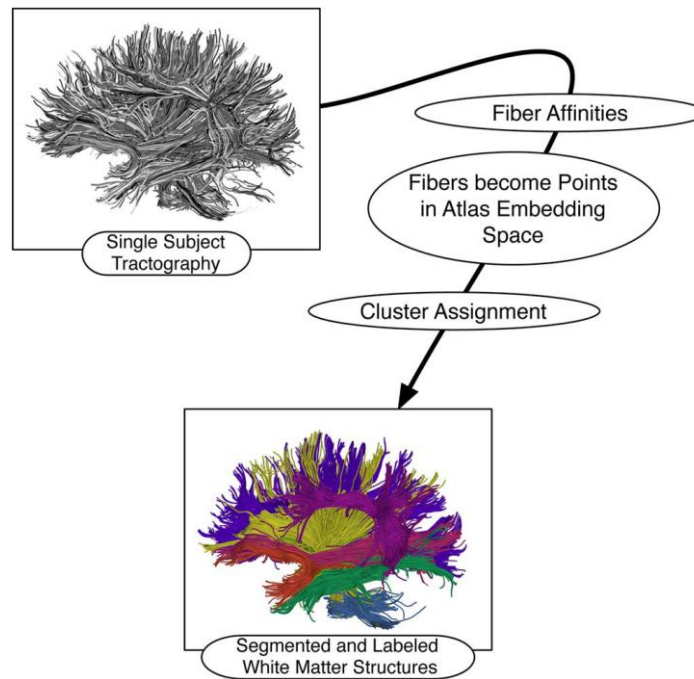 Fiber Affinities
Fibers become Points
in Atlas Embedding
Space
Single Subject
Tractography
Cluster Assignment
Segmented and Labeled
White Matter Structures